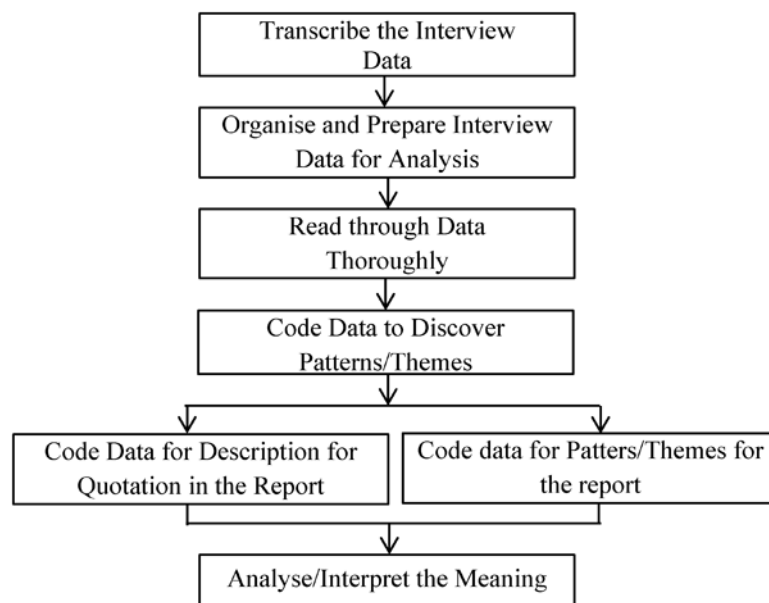 Transcribe the Interview
Data
Organise and Prepare Interview
Data for Analysis
Read through Data
Thoroughly
Code Data to Discover
Patterns/Themes
Code Data for Description for
Quotation in the Report
Code data for Patters/Themes for
the report
Analyse/Interpret the Meaning